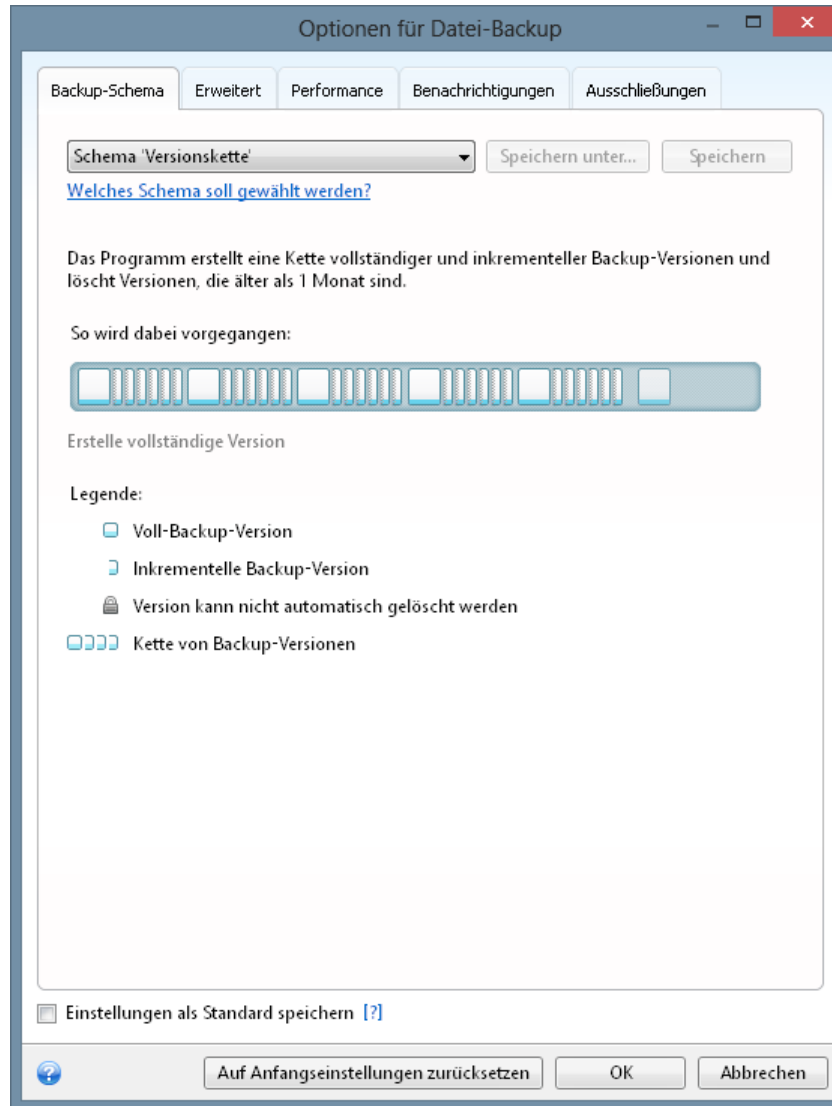 Optionen für Datei-Backup
Backup-Schema
Erweitert
Performance
Benachrichtigungen
Ausschließungen
Schema 'Versionskette'
Speichern unter...
Speichern
Welches Schema soll gewählt werden?
Das Programm erstellt eine Kette vollständiger und inkrementeller Backup-Versionen und
löscht Versionen, die älter als 1 Monat sind.
So wird dabei vorgegangen:
Erstelle vollständige Version
Legende:
Voll-Backup-Version
Inkrementelle Backup-Version
Version kann nicht automatisch gelöscht werden
Kette von Backup-Versionen
Einstellungen als Standard speichern [?]
Auf Anfangseinstellungen zurücksetzen
OK
Abbrechen